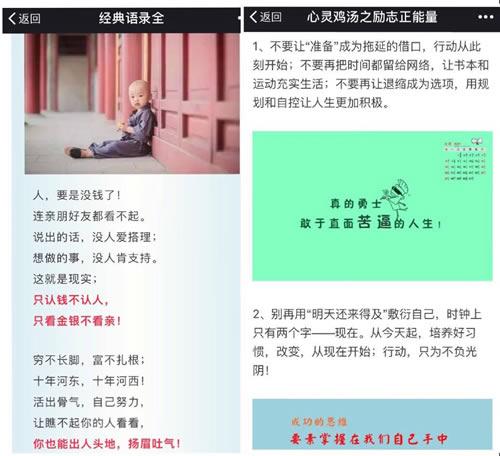 返回
经典语录全
人，要是没钱了！
连亲朋好友都看不起。
说出的话，没人爱搭理；
想做的事，没人肯支持。
这就是现实；
只认钱不认人，
只看金银不看亲！
穷不长脚，富不扎根；
十年河东，十年河西！
活出骨气，自己努力，
让瞧不起你的人看看，
你也能出人头地，扬眉吐气！
返回
心灵鸡汤之励志正能量
1、不要让“准备”成为拖延的借口，行动从此
刻开始；不要再把时间都留给网络，让书本和
运动充实生活；不要再让退缩成为选项，用规
划和自控让人生更加积极。
真的勇士
敢于直面苦逼的人生！
2、别再用“明天还来得及”敷衍自己，时钟上
只有两个字——现在。从今天起，培养好习
惯，改变，从现在开始；行动，只为不负光
阴！
成功的思维
要素掌握在我们自己手中